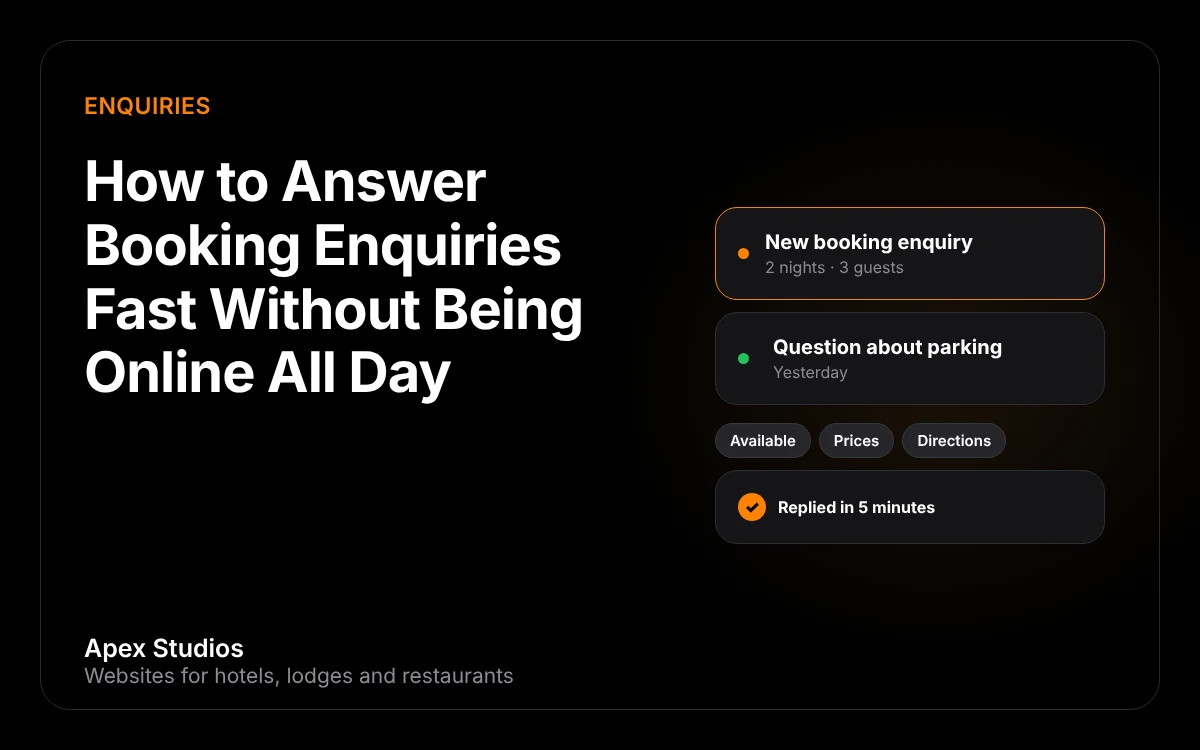 ENQUIRIES
How to Answer
Booking Enquiries
Fast Without Being
Online All Day
New booking enquiry
2 nights · 3 guests
Question about parking
Yesterday
Available
Prices
Directions
Replied in 5 minutes
Apex Studios
Websites for hotels, lodges and restaurants